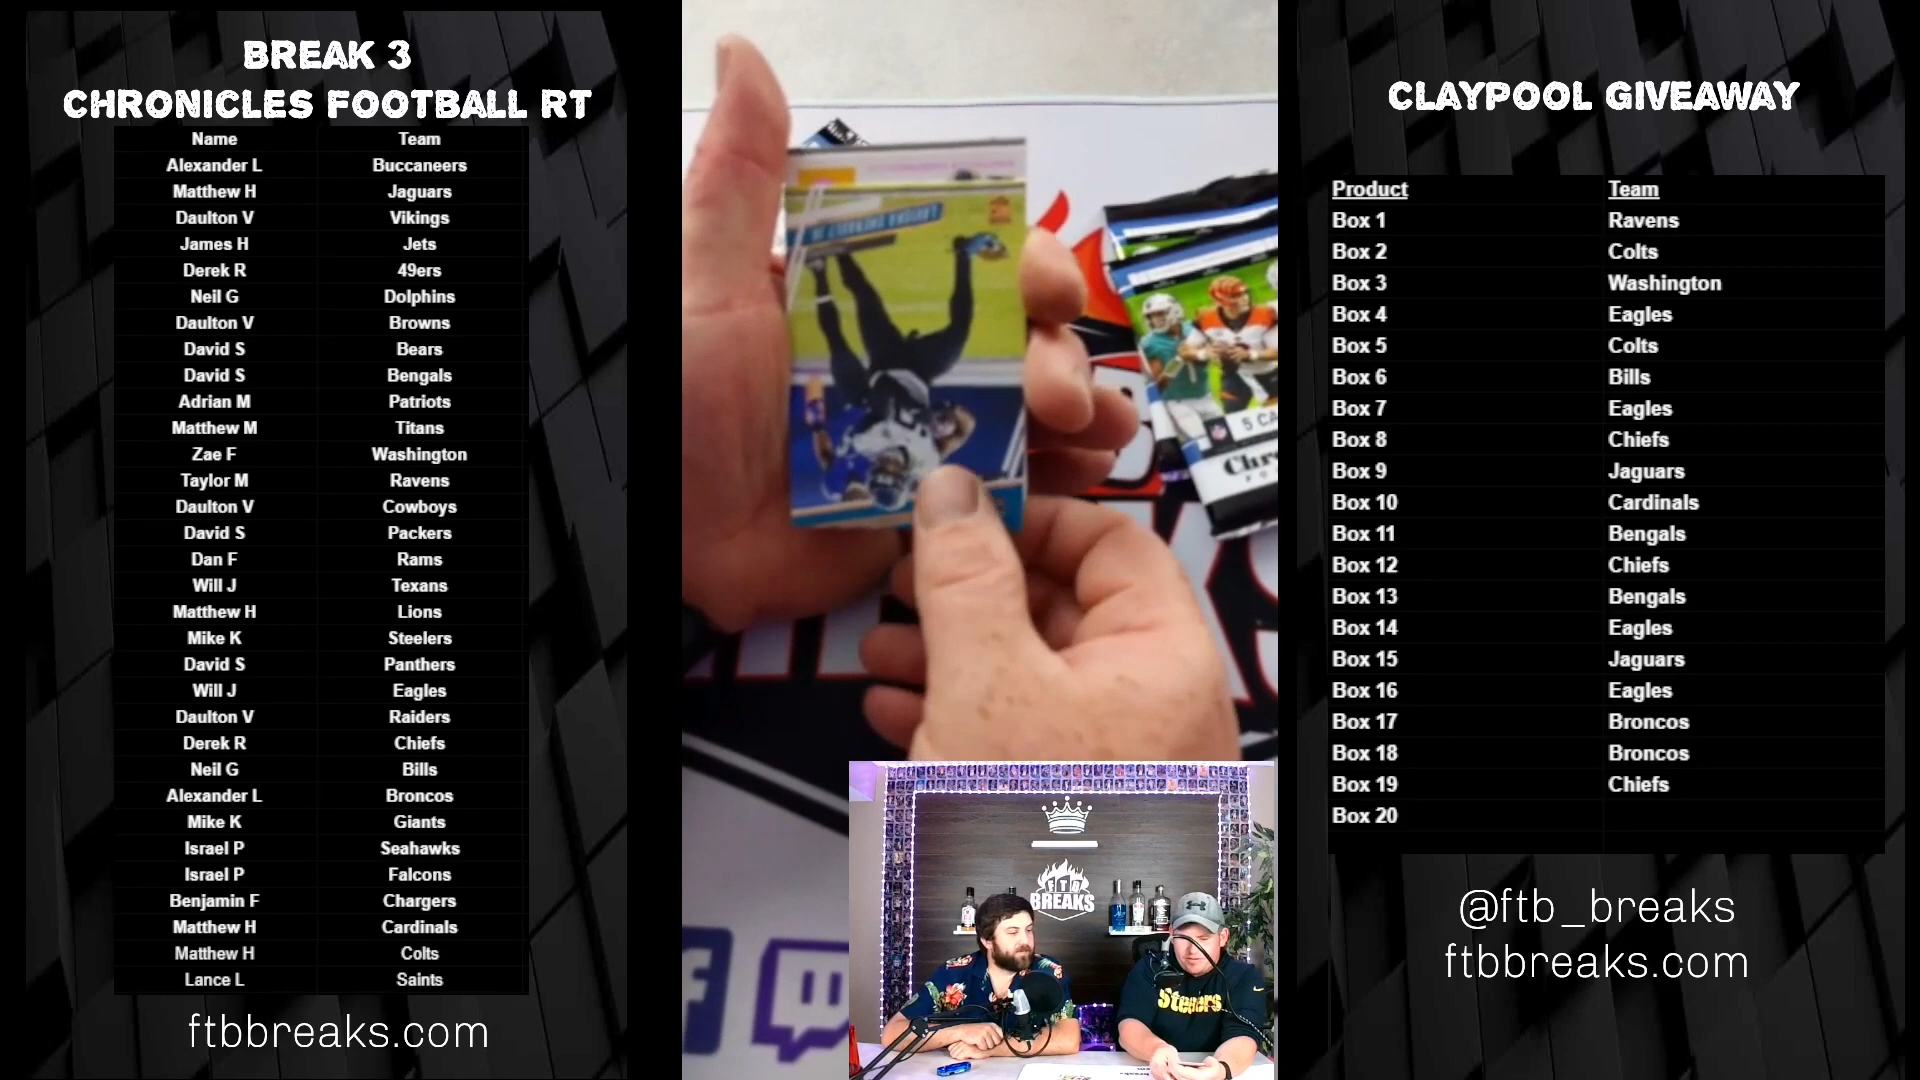 BREAK 3
CHRONICLES FOOTBALL RT
Name Team
Alexander L Buccaneers
Matthew H Jaguars
Daulton V Vikings
James H Jets
Derek R 49ers
Neil G Dolphins
Daulton V Browns
David S Bears
David S Bengals
Adrian M Patriots
Matthew M Titans
Zae F Washington
Taylor M Ravens
Daulton V Cowboys
David S Packers
Dan F Rams
Will J Texans
Matthew H Lions
Mike K Steelers
David S Panthers
Will J Eagles
Daulton V Raiders
Derek R Chiefs
Neil G Bills
Alexander L Broncos
Mike K Giants
Israel P Seahawks
Israel P Falcons
Benjamin F Chargers
Matthew H Cardinals
Matthew H Colts
Lance L Saints
ftbbreaks.com
5 CA
Chr
FTB
BREAKS
Steelers
CLAYPOOL GIVEAWAY
Product Team
Box 1 Ravens
Box 2 Colts
Box 3 Washington
Box 4 Eagles
Box 5 Colts
Box 6 Bills
Box 7 Eagles
Box 8 Chiefs
Box 9 Jaguars
Box 10 Cardinals
Box 11 Bengals
Box 12 Chiefs
Box 13 Bengals
Box 14 Eagles
Box 15 Jaguars
Box 16 Eagles
Box 17 Broncos
Box 18 Broncos
Box 19 Chiefs
Box 20
@ftb_breaks
ftbbreaks.com